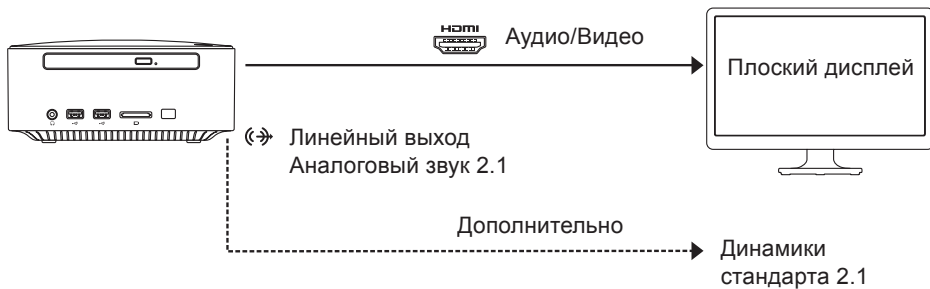 HDMI
Аудио/Видео
Плоский дисплей
Линейный выход
Аналоговый звук 2.1
Дополнительно
Динамики
стандарта 2.1